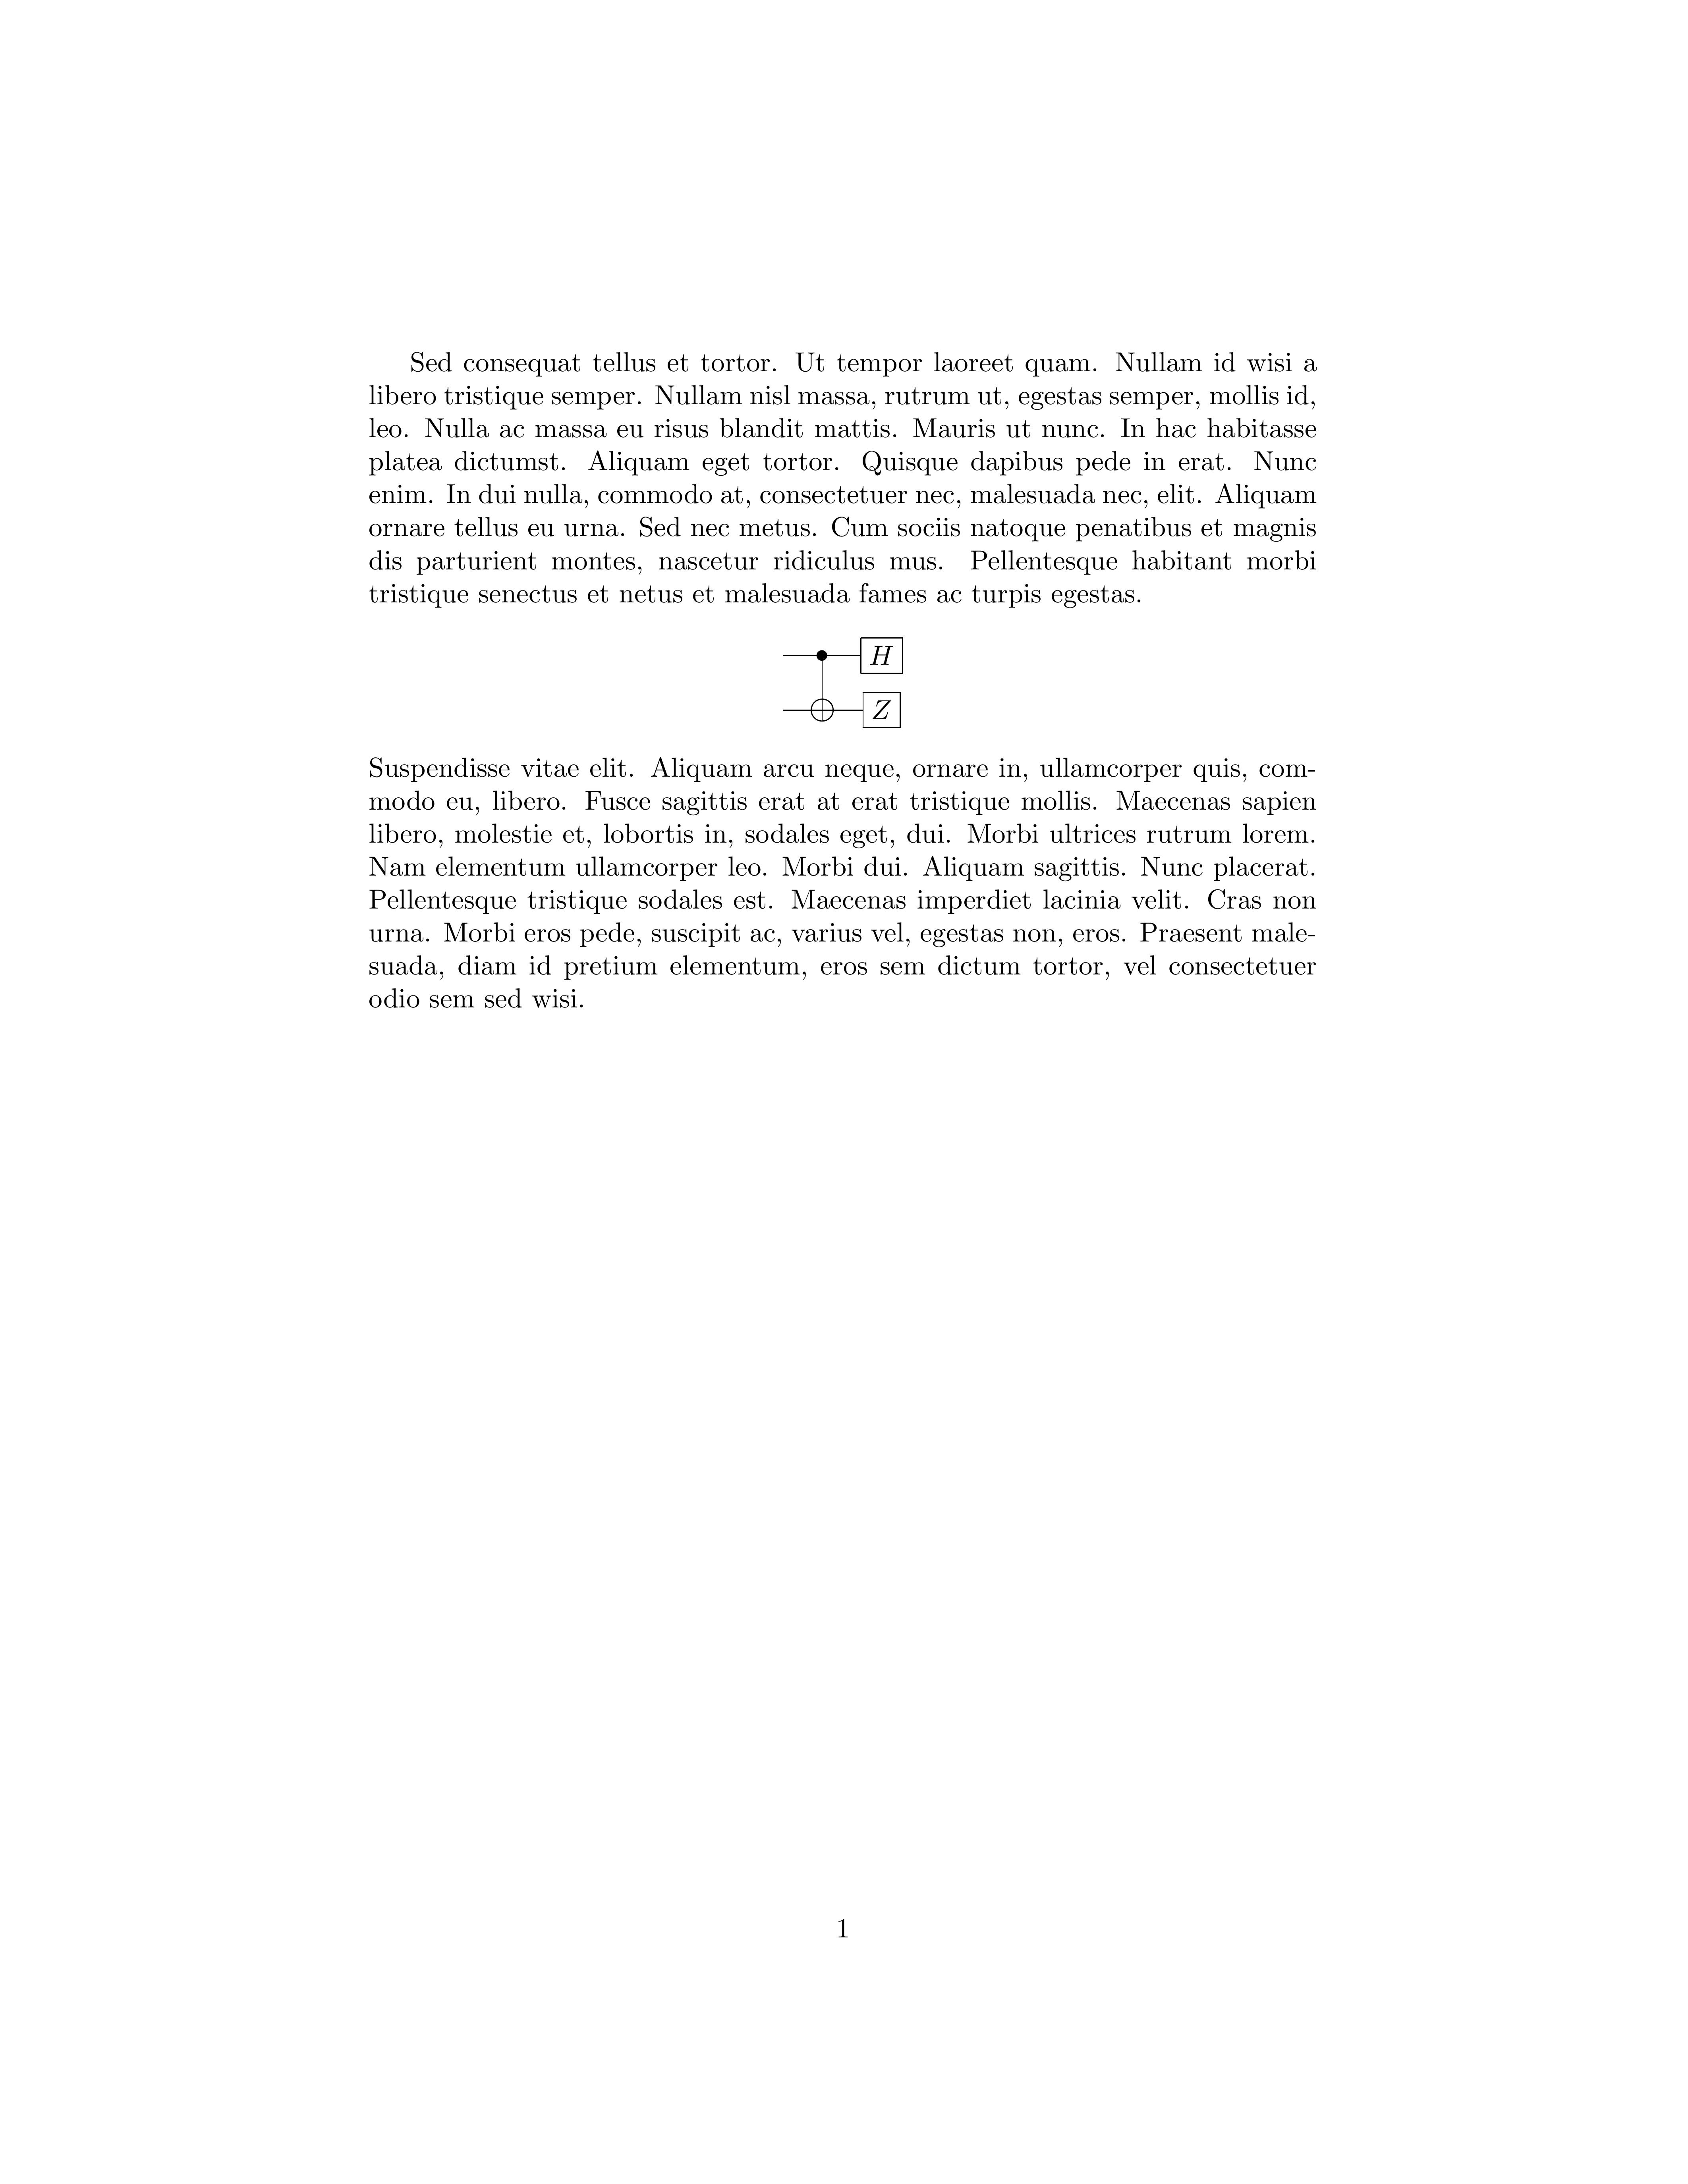 Sed consequat tellus et tortor. Ut tempor laoreet quam. Nullam id wisi a
libero tristique semper. Nullam nisl massa, rutrum ut, egestas semper, mollis id,
leo. Nulla ac massa eu risus blandit mattis. Mauris ut nunc. In hac habitasse
platea dictumst. Aliquam eget tortor. Quisque dapibus pede in erat. Nunc
enim. In dui nulla, commodo at, consectetuer nec, malesuada nec, elit. Aliquam
ornare tellus eu urna. Sed nec metus. Cum sociis natoque penatibus et magnis
dis parturient montes, nascetur ridiculus mus. Pellentesque habitant morbi
tristique senectus et netus et malesuada fames ac turpis egestas.
H
Z
Suspendisse vitae elit. Aliquam arcu neque, ornare in, ullamcorper quis, com-
modo eu, libero. Fusce sagittis erat at erat tristique mollis. Maecenas sapien
libero, molestie et, lobortis in, sodales eget, dui. Morbi ultrices rutrum lorem.
Nam elementum ullamcorper leo. Morbi dui. Aliquam sagittis. Nunc placerat.
Pellentesque tristique sodales est. Maecenas imperdiet lacinia velit. Cras non
urna. Morbi eros pede, suscipit ac, varius vel, egestas non, eros. Praesent male-
suada, diam id pretium elementum, eros sem dictum tortor, vel consectetuer
odio sem sed wisi.
1